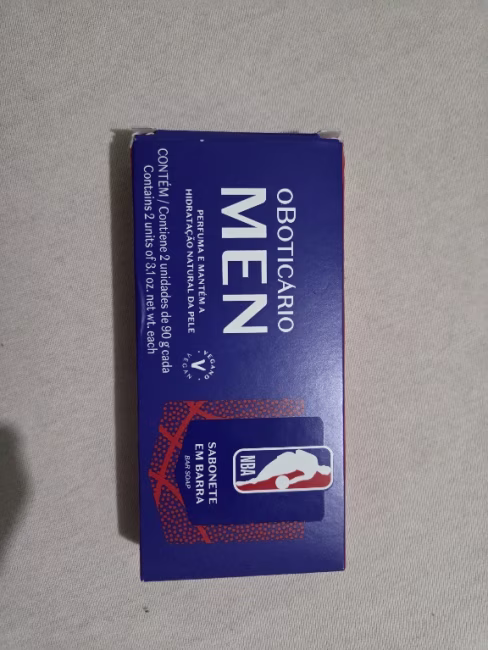 oBOTICÁRIO
MEN
PERFUMA E MANTÉM A
HIDRATAÇÃO NATURAL DA PELE
VEGANO
V
VEGAN
CONTÉM / Contiene 2 unidades de 90 g cada
Contains 2 units of 3.1 oz. net wt. each
NBA
SABONETE
EM BARRA
BAR SOAP